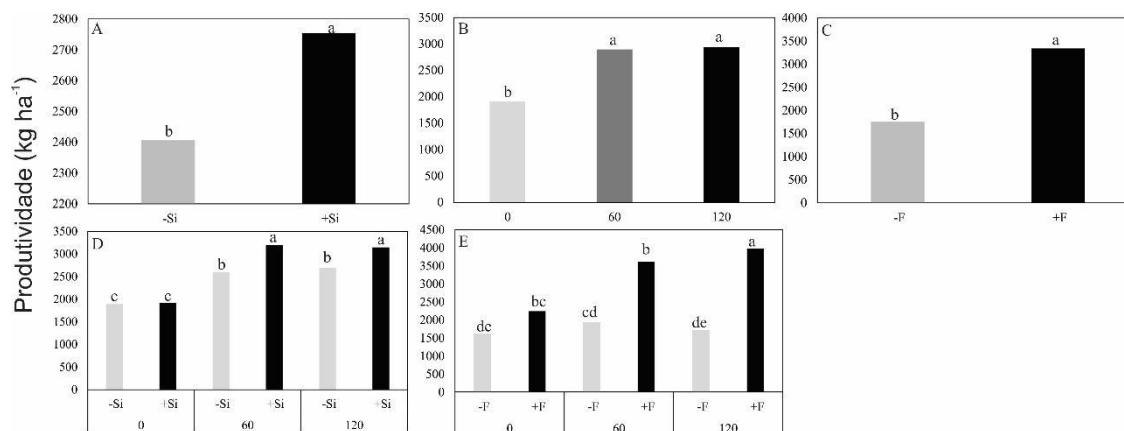 Produtividade (kg ha⁻¹)
A
2800
2700
2600
2500
2400
2300
2200
b
a
-Si
+Si
B
3500
3000
2500
2000
1500
1000
500
0
b
a
a
0
60
120
C
4000
3500
3000
2500
2000
1500
1000
500
0
b
a
-F
+F
D
3500
3000
2500
2000
1500
1000
500
0
c
c
b
a
b
a
-Si
+Si
-Si
+Si
-Si
+Si
0
60
120
E
4500
4000
3500
3000
2500
2000
1500
1000
500
0
de
bc
cd
b
de
a
-F
+F
-F
+F
-F
+F
0
60
120